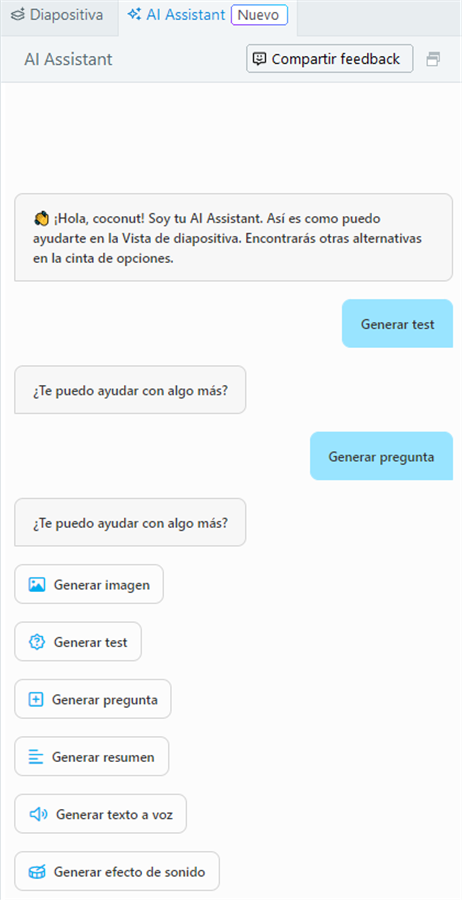 Diapositiva AI Assistant Nuevo
AI Assistant Compartir feedback
¡Hola, coconut! Soy tu AI Assistant. Así es como puedo
ayudarte en la Vista de diapositiva. Encontrarás otras alternativas
en la cinta de opciones.
Generar test
¿Te puedo ayudar con algo más?
Generar pregunta
¿Te puedo ayudar con algo más?
Generar imagen
Generar test
Generar pregunta
Generar resumen
Generar texto a voz
Generar efecto de sonido